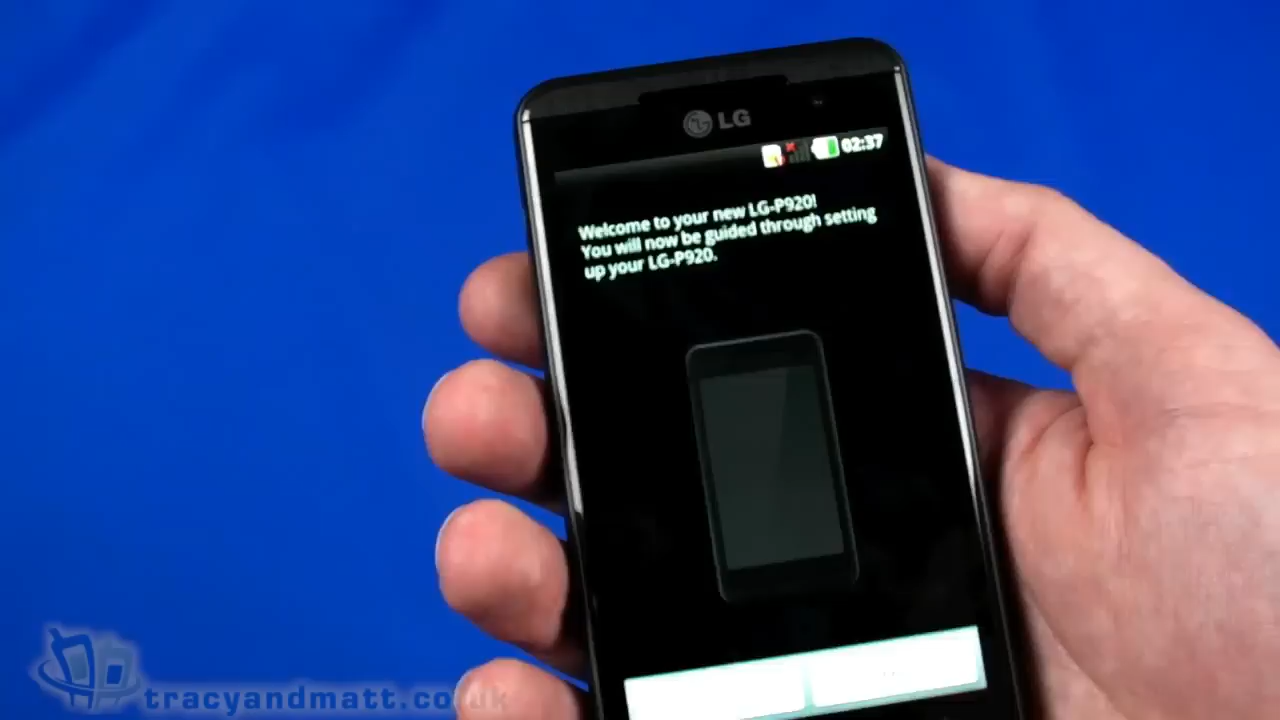 LG
02:37
Welcome to your new LG-P920!
You will now be guided through setting
up your LG-P920.
tracyandmatt.co.uk